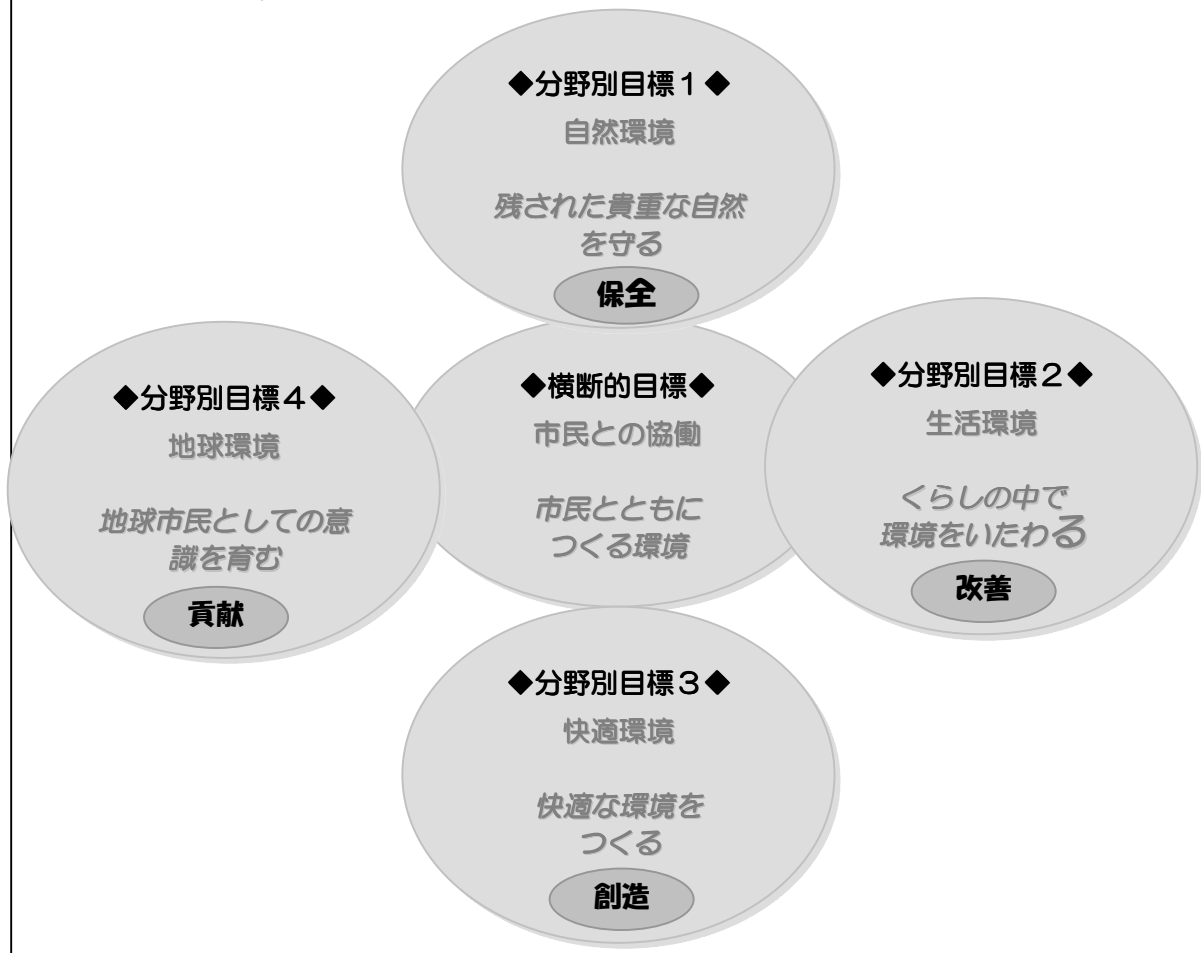 ◆分野別目標１◆
自然環境
残された貴重な自然
を守る
保全
◆分野別目標４◆
地球環境
地球市民としての意
識を育む
貢献
◆横断的目標◆
市民との協働
市民とともに
つくる環境
◆分野別目標２◆
生活環境
くらしの中で
環境をいたわる
改善
◆分野別目標３◆
快適環境
快適な環境を
つくる
創造